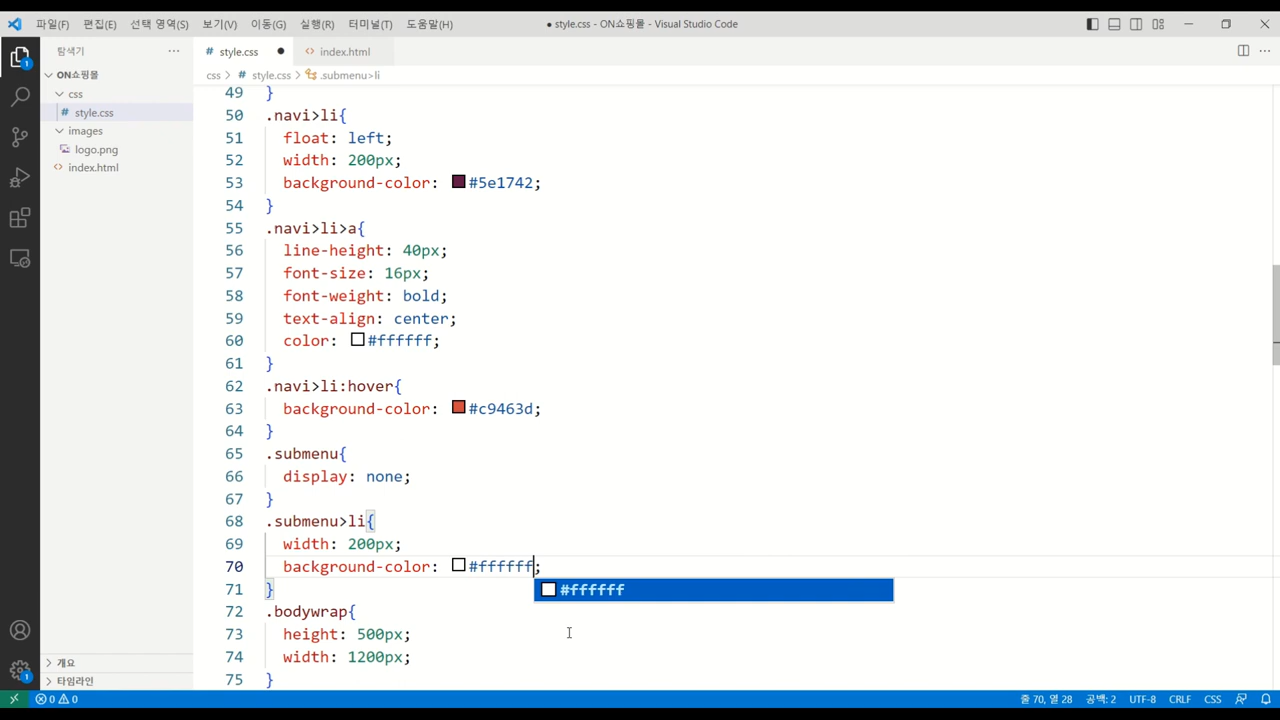 파일(F) 편집(E) 선택 영역(S) 보기(V) 이동(G) 실행(R) 터미널(T) 도움말(H) ● style.css - ON쇼핑몰 - Visual Studio Code
탐색기 ···
# style.css ●
<> index.html
ON쇼핑몰
css
# style.css
images
logo.png
<> index.html
개요
타임라인
css > # style.css > .submenu>li
49 }
50 .navi>li{
51 float: left;
52 width: 200px;
53 background-color: #5e1742;
54 }
55 .navi>li>a{
56 line-height: 40px;
57 font-size: 16px;
58 font-weight: bold;
59 text-align: center;
60 color: #ffffff;
61 }
62 .navi>li:hover{
63 background-color: #c9463d;
64 }
65 .submenu{
66 display: none;
67 }
68 .submenu>li{
69 width: 200px;
70 background-color: #ffffff;
71 }
#ffffff
72 .bodywrap{
73 height: 500px;
74 width: 1200px;
75 }
1
1
0 0 줄 70, 열 28 공백: 2 UTF-8 CRLF CSS